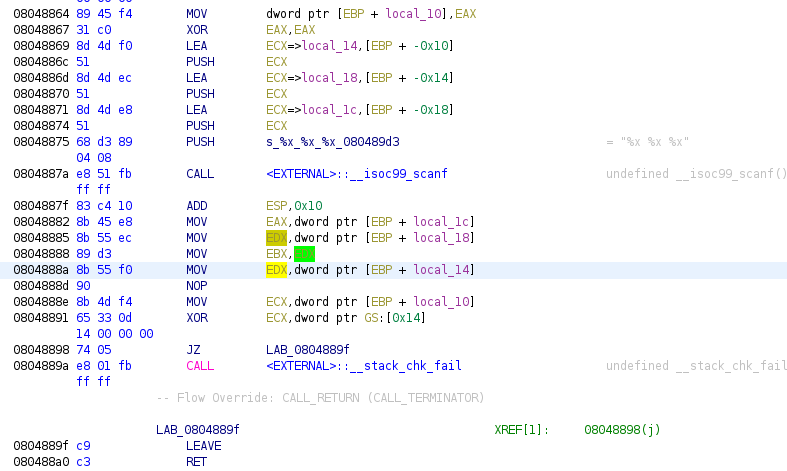 08048864 89 45 f4 MOV dword ptr [EBP + local_10],EAX
08048867 31 c0 XOR EAX,EAX
08048869 8d 4d f0 LEA ECX=>local_14,[EBP + -0x10]
0804886c 51 PUSH ECX
0804886d 8d 4d ec LEA ECX=>local_18,[EBP + -0x14]
08048870 51 PUSH ECX
08048871 8d 4d e8 LEA ECX=>local_1c,[EBP + -0x18]
08048874 51 PUSH ECX
08048875 68 d3 89 PUSH s_%x_%x_%x_080489d3 = "%x %x %x"
04 08
0804887a e8 51 fb CALL <EXTERNAL>::__isoc99_scanf undefined __isoc99_scanf()
ff ff
0804887f 83 c4 10 ADD ESP,0x10
08048882 8b 45 e8 MOV EAX,dword ptr [EBP + local_1c]
08048885 8b 55 ec MOV EDX,dword ptr [EBP + local_18]
08048888 89 d3 MOV EBX,
0804888a 8b 55 f0 MOV EDX,dword ptr [EBP + local_14]
0804888d 90 NOP
0804888e 8b 4d f4 MOV ECX,dword ptr [EBP + local_10]
08048891 65 33 0d XOR ECX,dword ptr GS:[0x14]
14 00 00 00
08048898 74 05 JZ LAB_0804889f
0804889a e8 01 fb CALL <EXTERNAL>::__stack_chk_fail undefined __stack_chk_fail
ff ff
-- Flow Override: CALL_RETURN (CALL_TERMINATOR)
LAB_0804889f XREF[1]: 08048898(j)
0804889f c9 LEAVE
080488a0 c3 RET